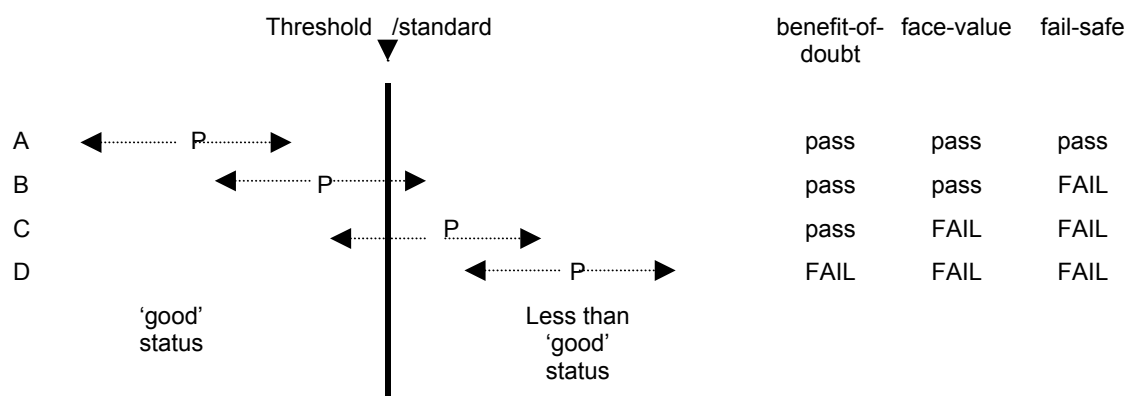 Threshold /standard benefit-of- face-value fail-safe
doubt
A P pass pass pass
B P pass pass FAIL
C P pass FAIL FAIL
D P FAIL FAIL FAIL
‘good’ Less than
status ‘good’
status